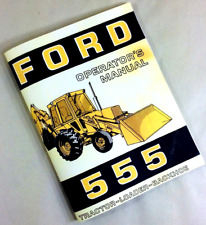 FORD
OPERATOR'S
MANUAL
555
TRACTOR-LOADER-BACKHOE